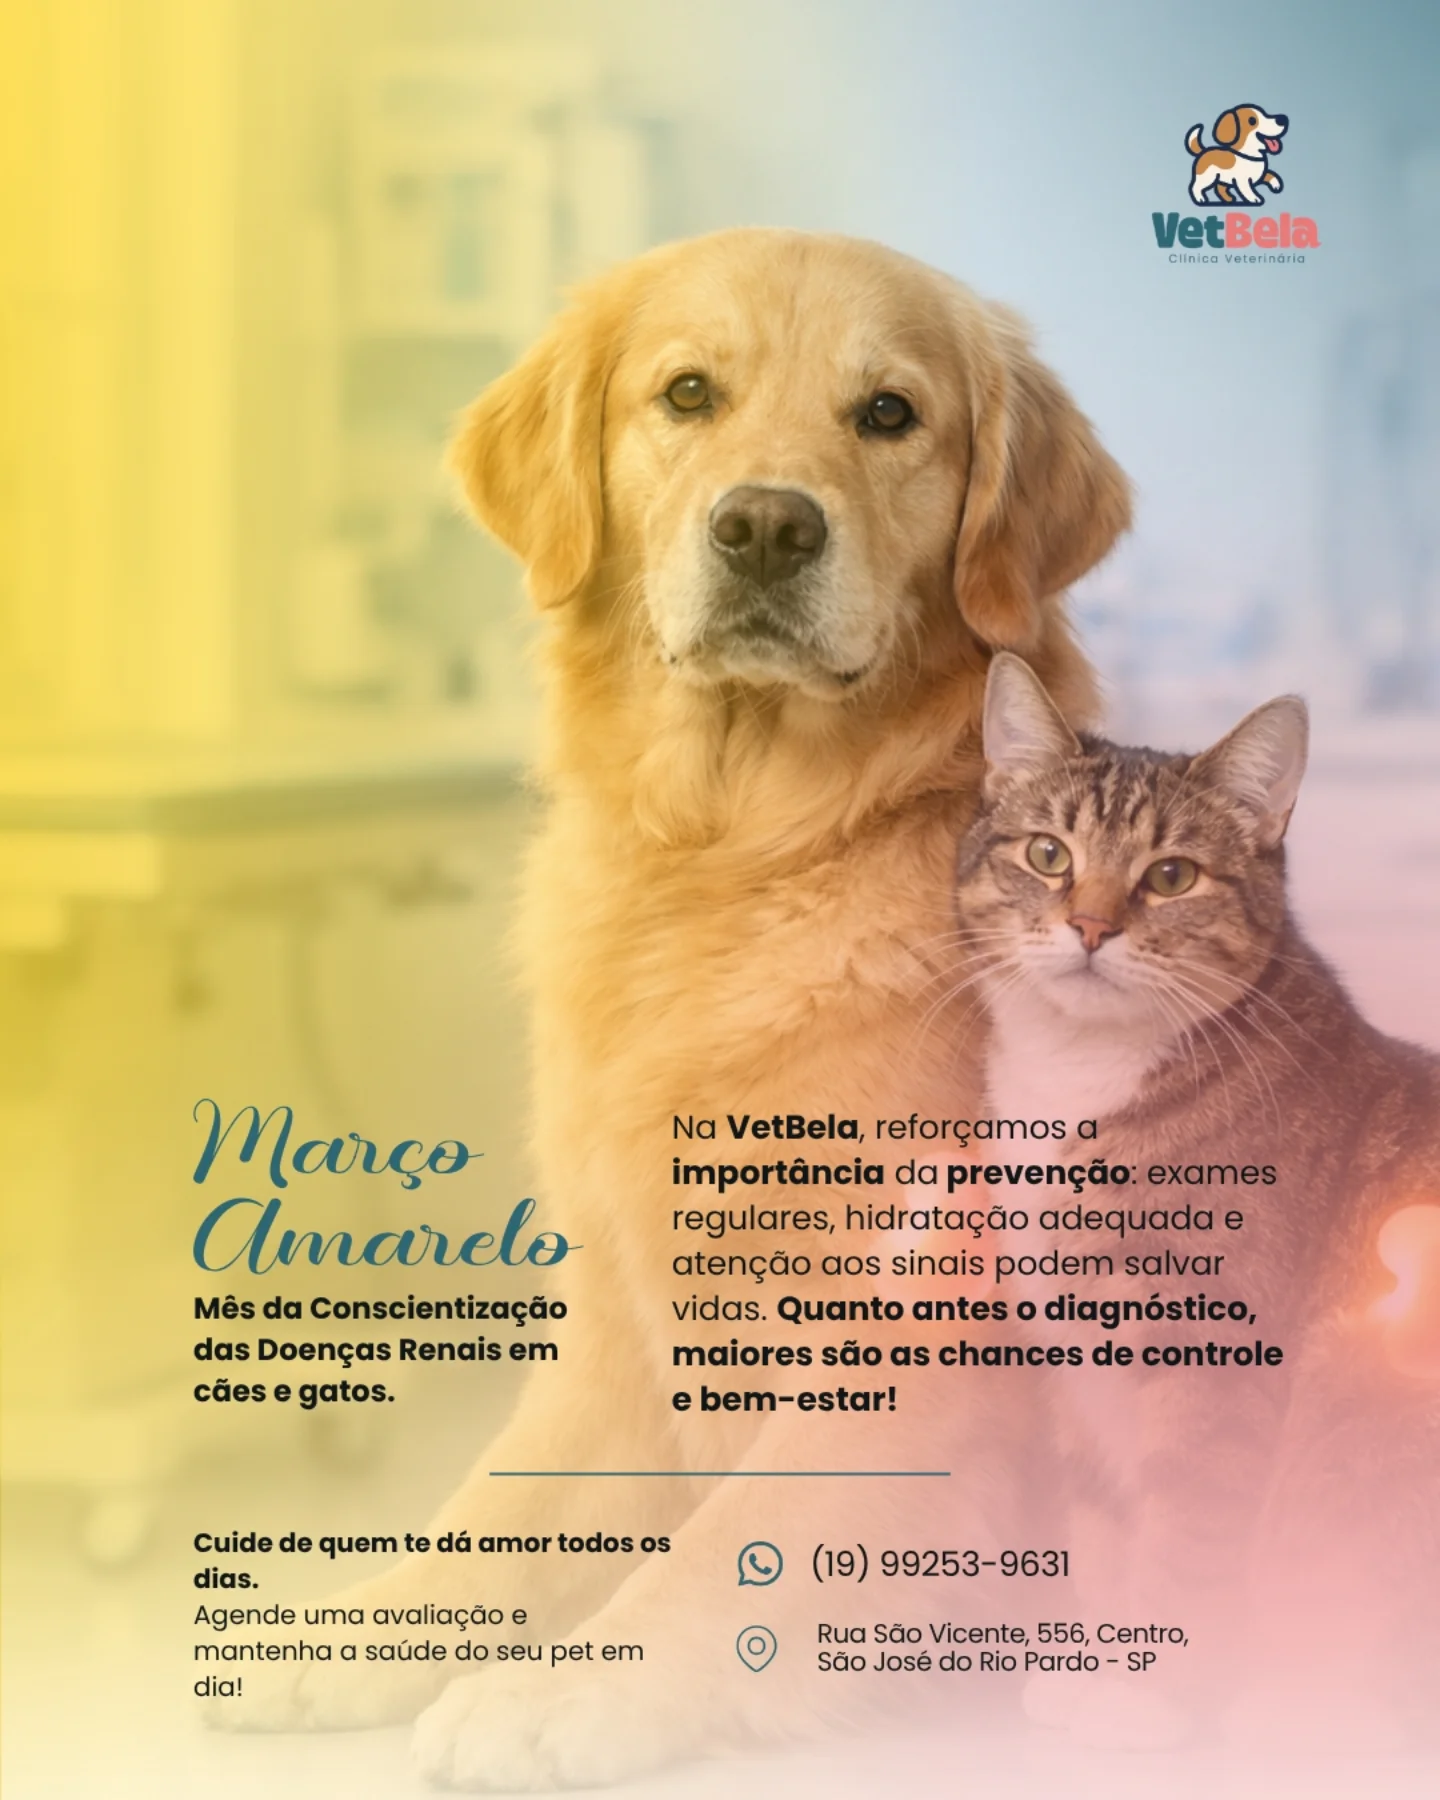 VetBela
Clínica Veterinária
Março
Amarelo
Mês da Conscientização
das Doenças Renais em
cães e gatos.
Na VetBela, reforçamos a
importância da prevenção: exames
regulares, hidratação adequada e
atenção aos sinais podem salvar
vidas. Quanto antes o diagnóstico,
maiores são as chances de controle
e bem-estar!
Cuide de quem te dá amor todos os
dias.
Agende uma avaliação e
mantenha a saúde do seu pet em
dia!
(19) 99253-9631
Rua São Vicente, 556, Centro,
São José do Rio Pardo - SP